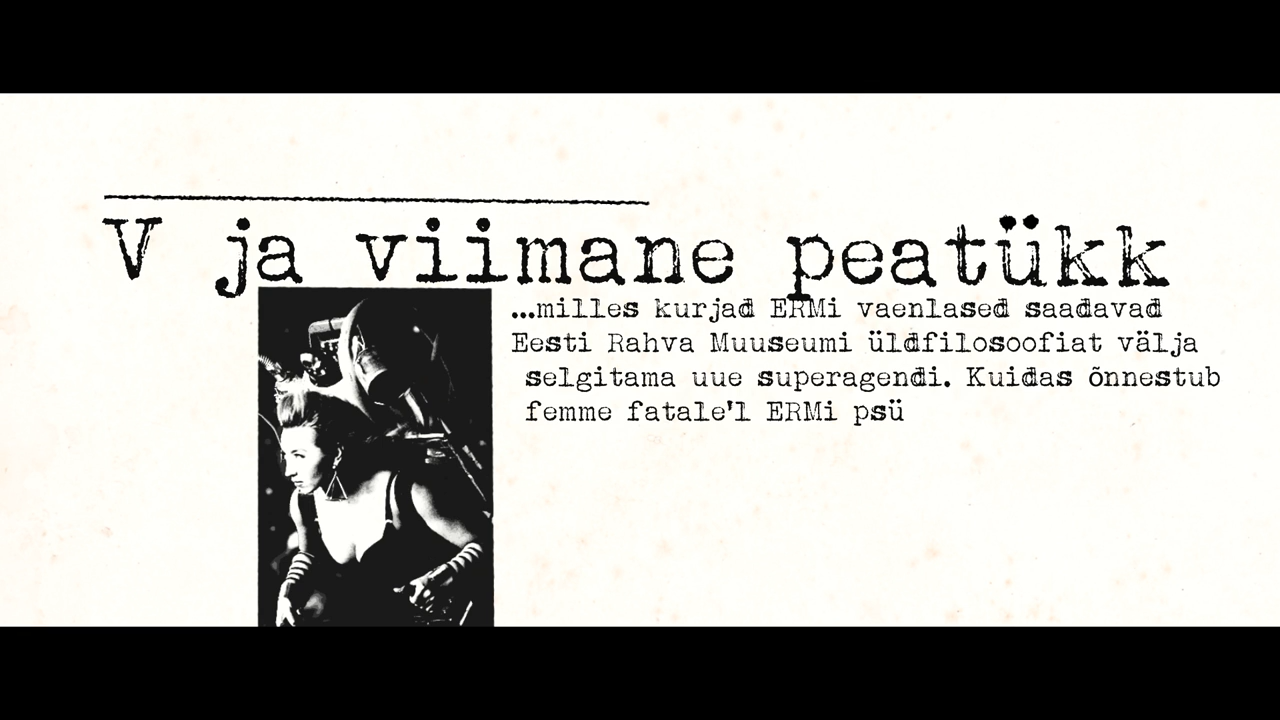 V ja viimane peatükk
...milles kurjad ERMi vaenlased saadavad
Eesti Rahva Muuseumi üldfilosoofiat välja
selgitama uue superagendi. Kuidas õnnestub
femme fatale'l ERMi psü